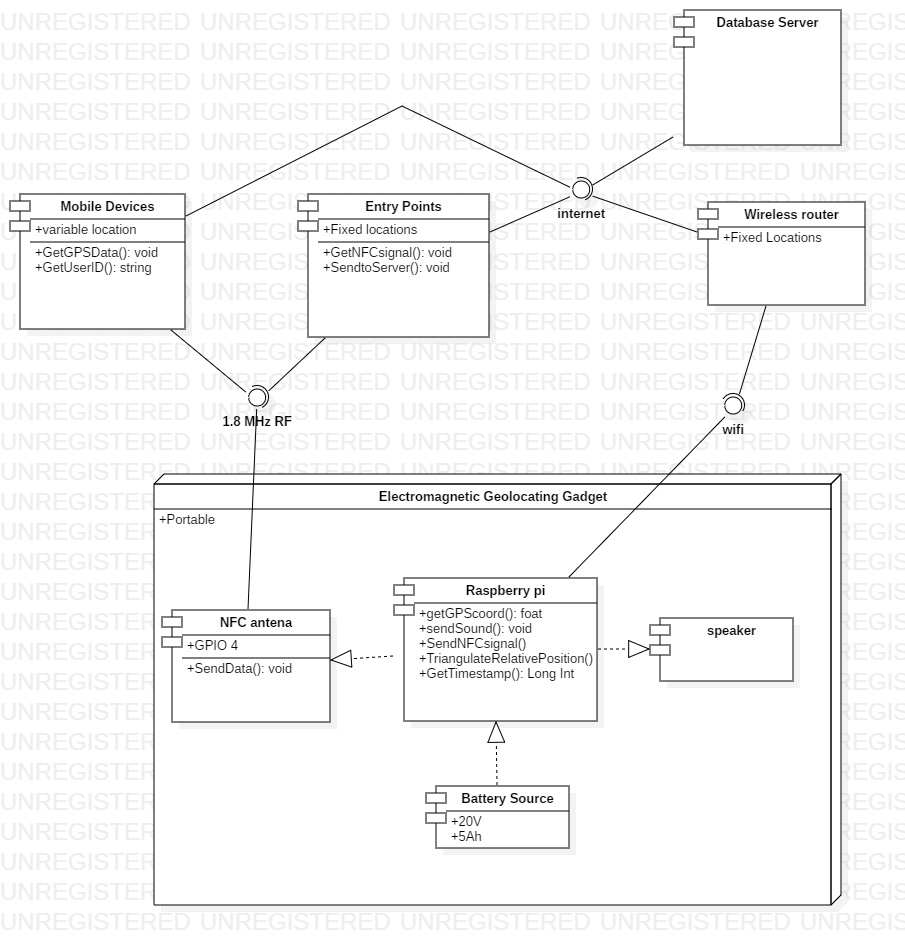 Database Server
Mobile Devices
+variable location
+GetGPSData(): void
+GetUserID(): string
Entry Points
+Fixed locations
+GetNFCsignal(): void
+SendtoServer(): void
internet
Wireless router
+Fixed Locations
1.8 MHz RF
wifi
Electromagnetic Geolocating Gadget
+Portable
NFC antena
+GPIO 4
+SendData(): void
Raspberry pi
+getGPScoord(): foat
+sendSound(): void
+SendNFCsignal()
+TriangulateRelativePosition()
+GetTimestamp(): Long Int
speaker
Battery Source
+20V
+5Ah
UNREGISTERED